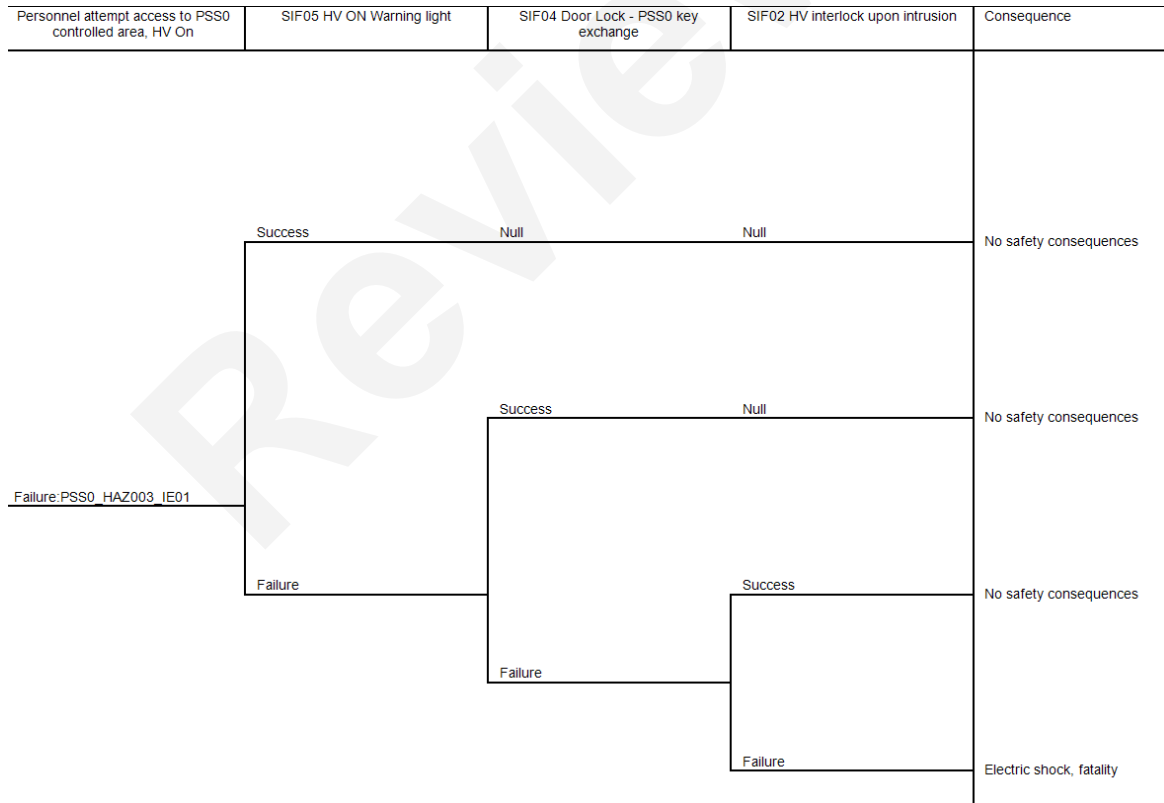 Personnel attempt access to PSS0
controlled area, HV On
SIF05 HV ON Warning light
SIF04 Door Lock - PSS0 key
exchange
SIF02 HV interlock upon intrusion
Consequence
Success
Null
Null
No safety consequences
Success
Null
No safety consequences
Failure:PSS0_HAZ003_IE01
Failure
Success
No safety consequences
Failure
Failure
Electric shock, fatality